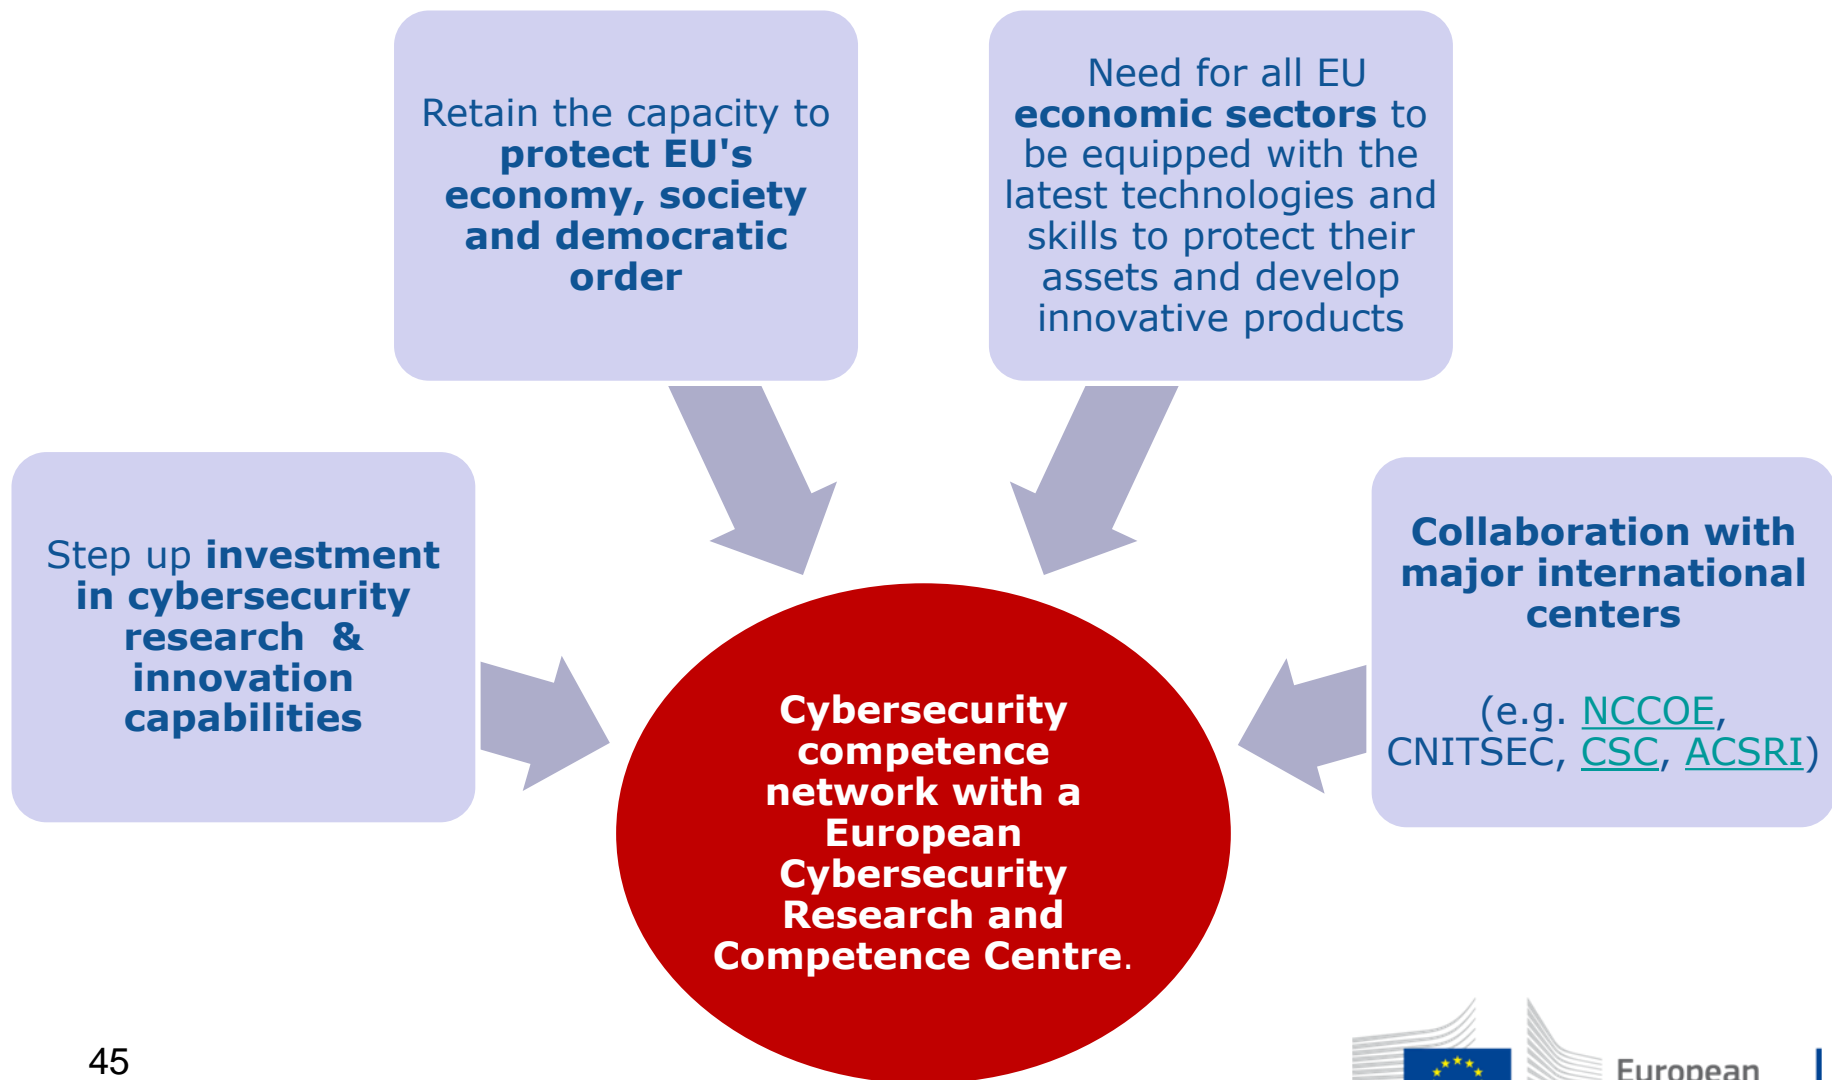 Retain the capacity to
protect EU's
economy, society
and democratic
order
Need for all EU
economic sectors to
be equipped with the
latest technologies and
skills to protect their
assets and develop
innovative products
Step up investment
in cybersecurity
research & 
innovation
capabilities
Collaboration with
major international
centers
(e.g. NCCOE,
CNITSEC, CSC, ACSRI)
Cybersecurity
competence
network with a
European
Cybersecurity
Research and
Competence Centre.
45
European